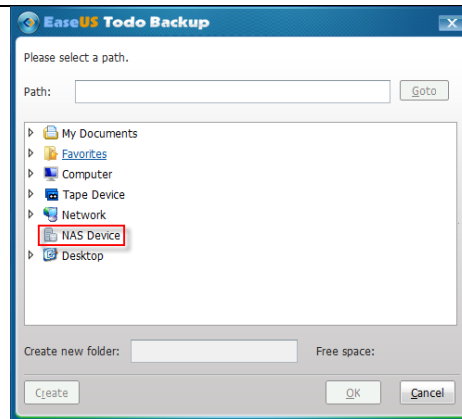 EaseUS Todo Backup
Please select a path.
Path: Goto
My Documents
Favorites
Computer
Tape Device
Network
NAS Device
Desktop
Create new folder: Free space:
Create OK Cancel